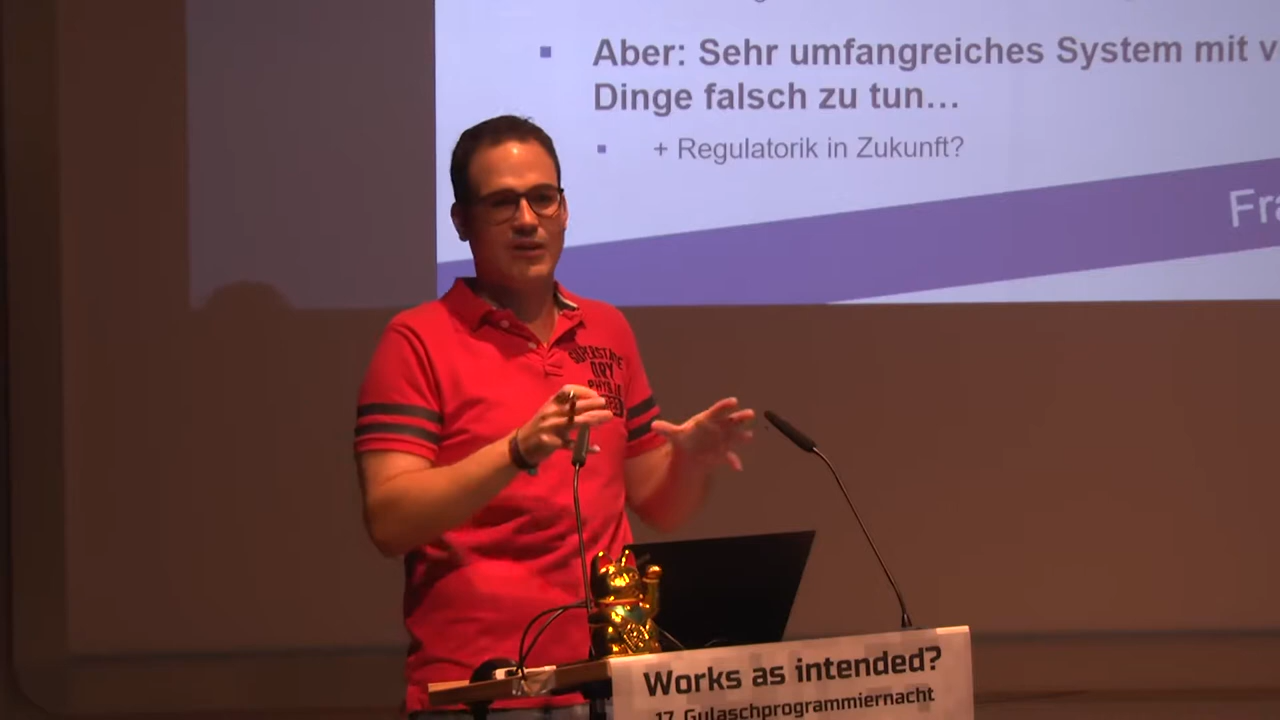 Aber: Sehr umfangreiches System mit
Dinge falsch zu tun…
+ Regulatorik in Zukunft?
SUPERSTATE
DRY
PHYS
Works as intended?
17. Gulaschprogrammiernacht